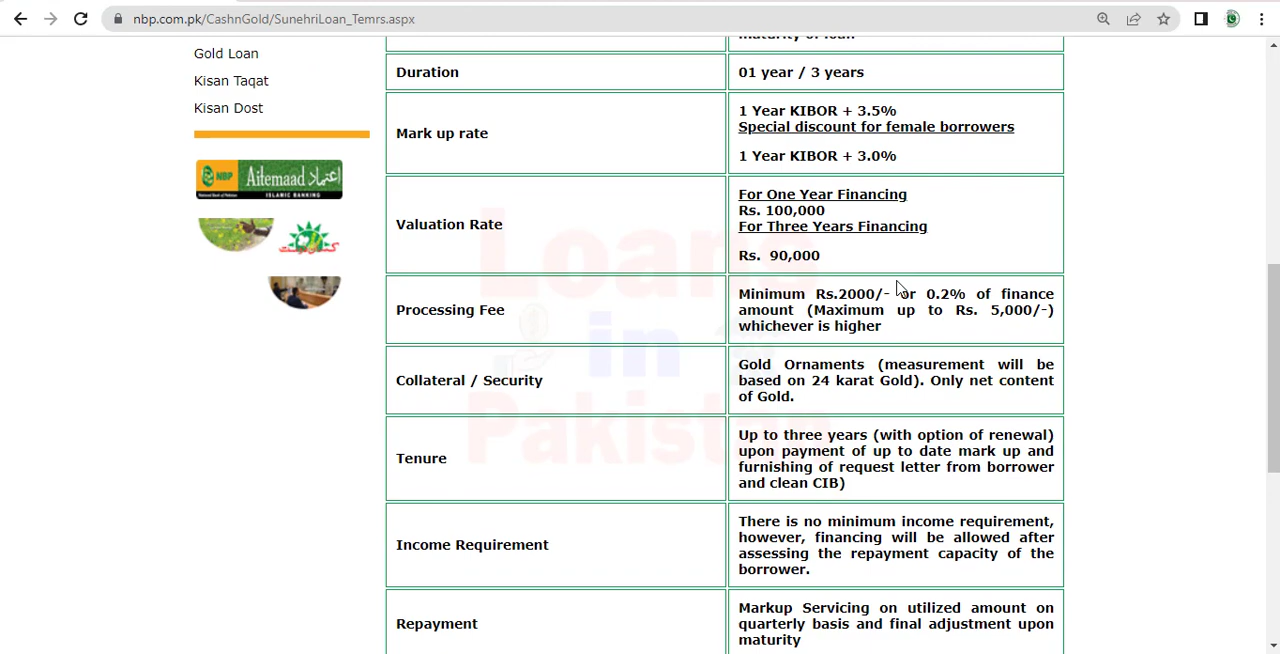 nbp.com.pk/CashnGold/SunehriLoan_Temrs.aspx
Gold Loan
Kisan Taqat
Kisan Dost
NBP
Aitemaad اعتماد
ISLAMIC BANKING
maturity of loan
Duration
01 year / 3 years
Mark up rate
1 Year KIBOR + 3.5%
Special discount for female borrowers
1 Year KIBOR + 3.0%
Valuation Rate
For One Year Financing
Rs. 100,000
For Three Years Financing
Rs. 90,000
Processing Fee
Minimum Rs.2000/- or 0.2% of finance
amount (Maximum up to Rs. 5,000/-)
whichever is higher
Collateral / Security
Gold Ornaments (measurement will be
based on 24 karat Gold). Only net content
of Gold.
Tenure
Up to three years (with option of renewal)
upon payment of up to date mark up and
furnishing of request letter from borrower
and clean CIB)
Income Requirement
There is no minimum income requirement,
however, financing will be allowed after
assessing the repayment capacity of the
borrower.
Repayment
Markup Servicing on utilized amount on
quarterly basis and final adjustment upon
maturity
Loans
in
Pakistan